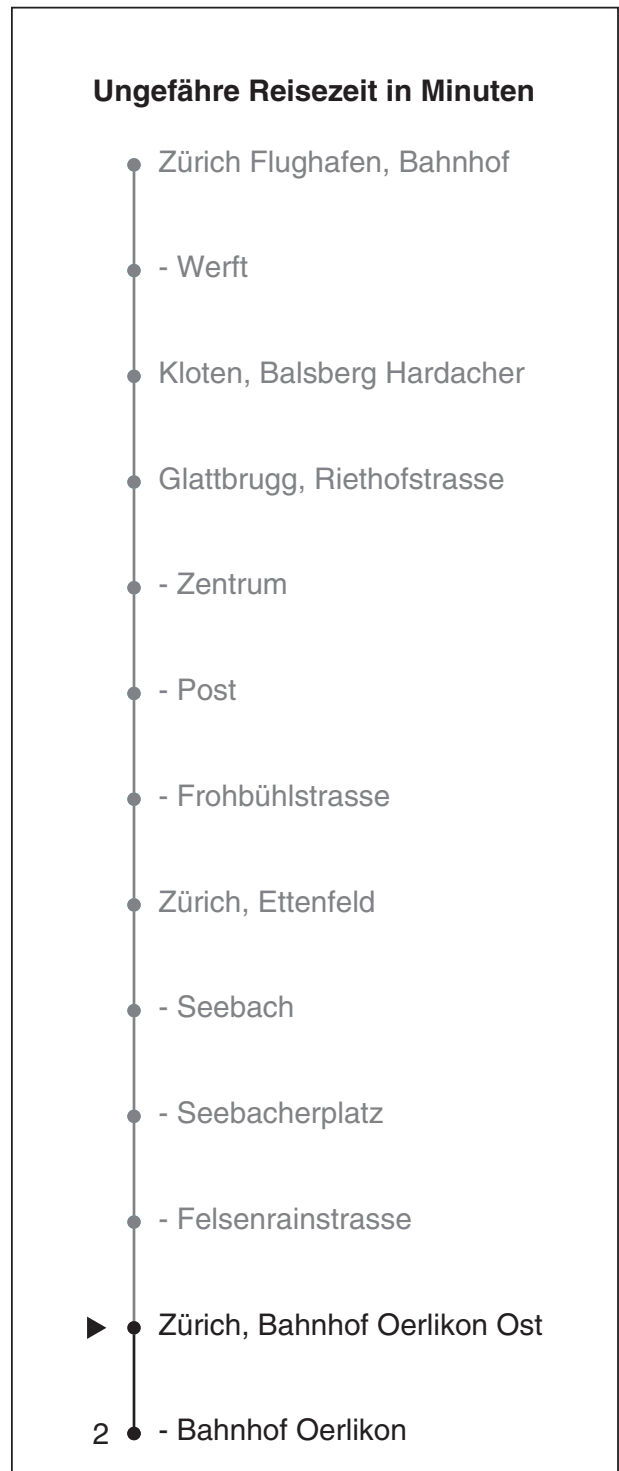 Ungefähre Reisezeit in Minuten
Zürich Flughafen, Bahnhof
- Werft
Kloten, Balsberg Hardacher
Glattbrugg, Riethofstrasse
- Zentrum
- Post
- Frohbühlstrasse
Zürich, Ettenfeld
- Seebach
- Seebacherplatz
- Felsenrainstrasse
Zürich, Bahnhof Oerlikon Ost
2 - Bahnhof Oerlikon